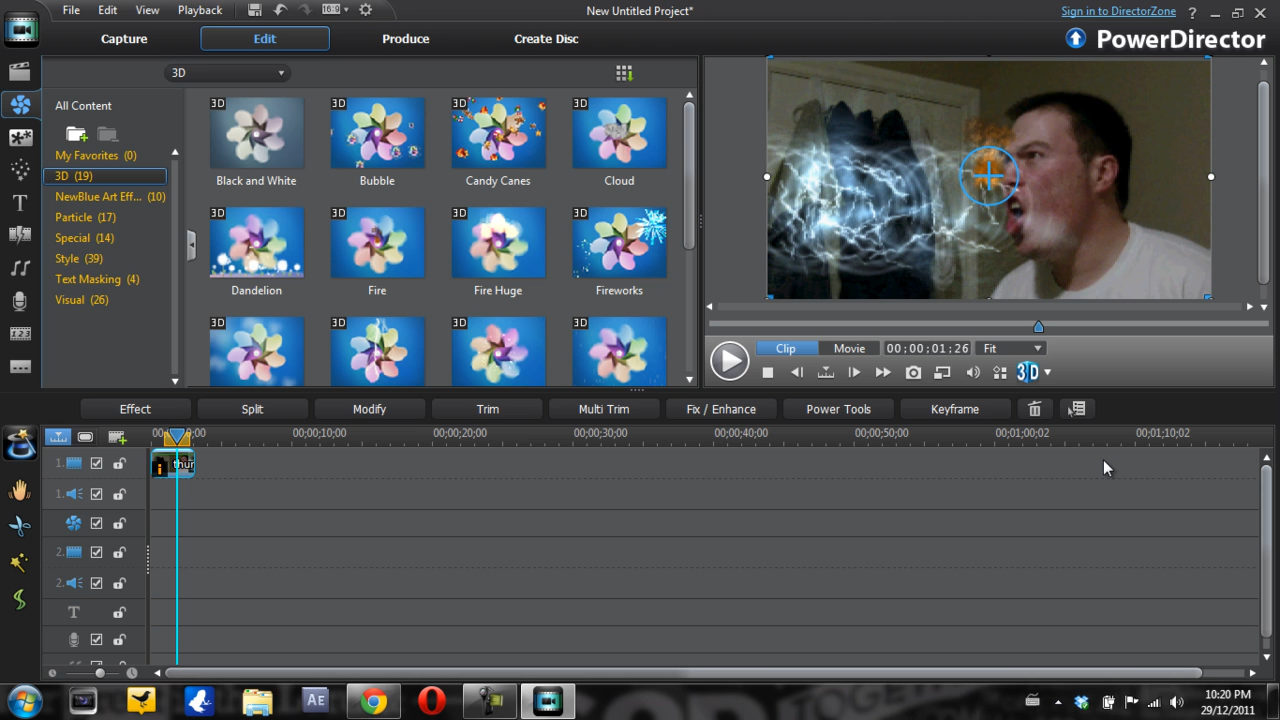 File Edit View Playback 16:9 New Untitled Project* Sign in to DirectorZone ?
Capture Edit Produce Create Disc PowerDirector
3D
All Content
My Favorites (0)
3D (19)
NewBlue Art Eff... (10)
Particle (17)
Special (14)
Style (39)
Text Masking (4)
Visual (26)
3D 3D 3D 3D
Black and White Bubble Candy Canes Cloud
3D 3D 3D 3D
Dandelion Fire Fire Huge Fireworks
3D 3D 3D 3D
Clip Movie 00;00;01;26 Fit
3D
Effect Split Modify Trim Multi Trim Fix / Enhance Power Tools Keyframe
00;00;10;00 00;00;20;00 00;00;30;00 00;00;40;00 00;00;50;00 00;01;00;02 00;01;10;02
1. thur
1.
2.
2.
T
Ae
10:20 PM
29/12/2011